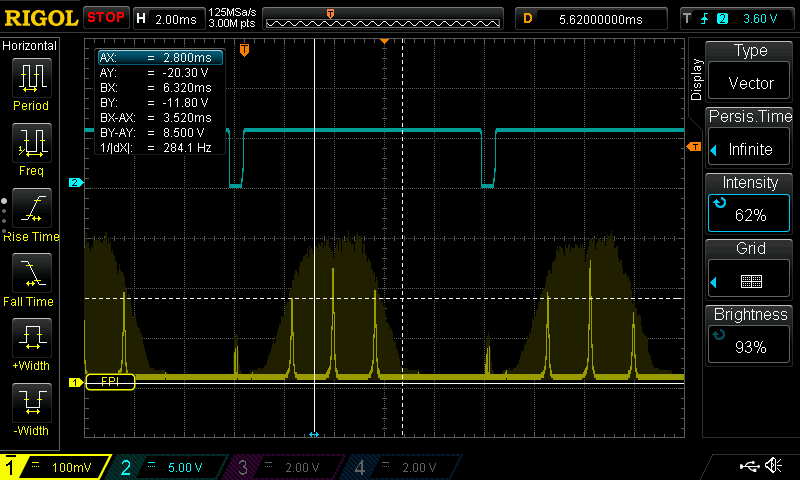 RIGOL STOP H 2.00ms 125MSa/s 3.00M pts T D 5.62000000ms T 2 3.60 V
Horizontal
Period
Freq
Rise Time
Fall Time
+Width
-Width
T
AX: = 2.800ms
AY: = -20.30 V
BX: = 6.320ms
BY: = -11.80 V
BX-AX: = 3.520ms
BY-AY: = 8.500 V
1/|dX|: = 284.1 Hz
T
2
1 FPI
Display
Type
Vector
Persis.Time
Infinite
Intensity
62%
Grid
Brightness
93%
1 = 100mV 2 = 5.00 V 3 = 2.00 V 4 = 2.00 V